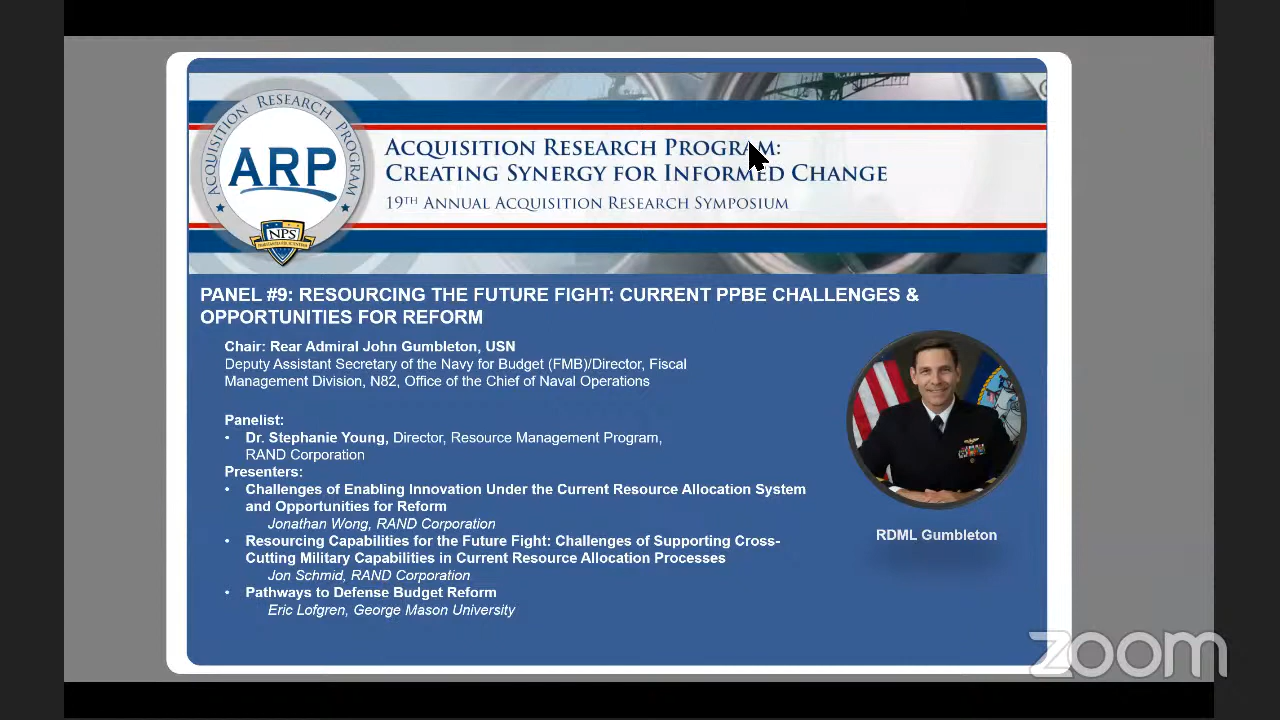 ACQUISITION RESEARCH PROGRAM
ARP
NPS
ACQUISITION RESEARCH PROGRAM:
CREATING SYNERGY FOR INFORMED CHANGE
19TH ANNUAL ACQUISITION RESEARCH SYMPOSIUM
PANEL #9: RESOURCING THE FUTURE FIGHT: CURRENT PPBE CHALLENGES &
OPPORTUNITIES FOR REFORM
Chair: Rear Admiral John Gumbleton, USN
Deputy Assistant Secretary of the Navy for Budget (FMB)/Director, Fiscal
Management Division, N82, Office of the Chief of Naval Operations
Panelist:
• Dr. Stephanie Young, Director, Resource Management Program,
RAND Corporation
Presenters:
• Challenges of Enabling Innovation Under the Current Resource Allocation System
and Opportunities for Reform
Jonathan Wong, RAND Corporation
• Resourcing Capabilities for the Future Fight: Challenges of Supporting Cross-
Cutting Military Capabilities in Current Resource Allocation Processes
Jon Schmid, RAND Corporation
• Pathways to Defense Budget Reform
Eric Lofgren, George Mason University
RDML Gumbleton
zoom